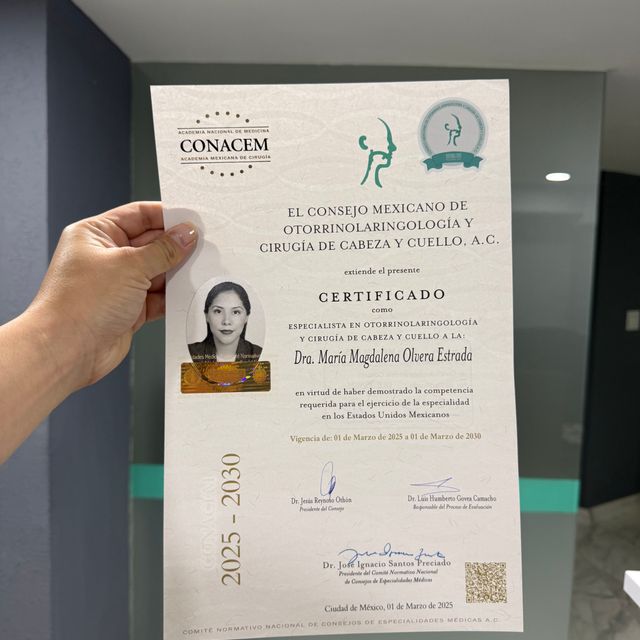 ACADEMIA NACIONAL DE MEDICINA
CONACEM
ACADEMIA MEXICANA DE CIRUGÍA
EL CONSEJO MEXICANO DE
OTORRINOLARINGOLOGÍA Y
CIRUGÍA DE CABEZA Y CUELLO, A.C.
extiende el presente
CERTIFICADO
como
ESPECIALISTA EN OTORRINOLARINGOLOGÍA
Y CIRUGÍA DE CABEZA Y CUELLO A LA:
Dra. María Magdalena Olvera Estrada
en virtud de haber demostrado la competencia
requerida para el ejercicio de la especialidad
en los Estados Unidos Mexicanos
Vigencia de: 01 de Marzo de 2025 a 01 de Marzo de 2030
2025 - 2030
Dr. Jesús Reynoso Othón
Presidente del Consejo
Dr. Luis Humberto Govea Camacho
Responsable del Proceso de Evaluación
Dr. José Ignacio Santos Preciado
Presidente del Comité Normativo Nacional
de Consejos de Especialidades Médicas
Ciudad de México, 01 de Marzo de 2025
COMITÉ NORMATIVO NACIONAL DE CONSEJOS DE ESPECIALIDADES MÉDICAS A.C.